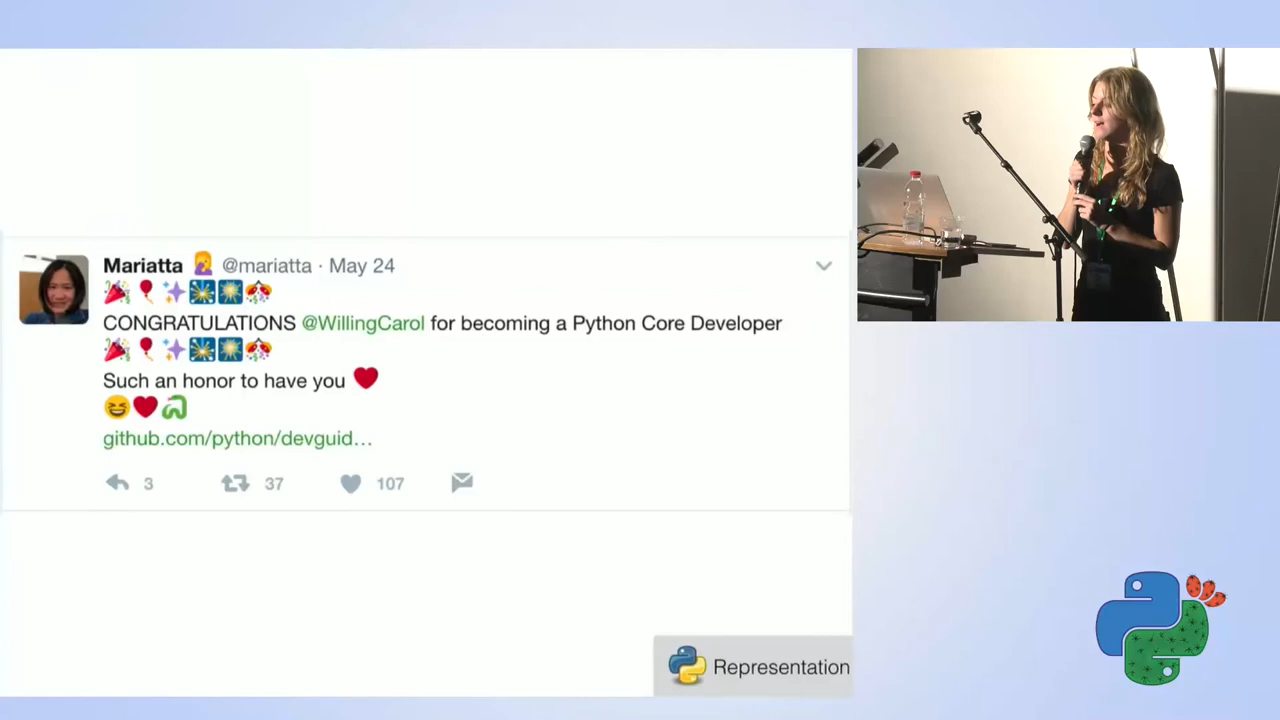 Mariatta 🤦 @mariatta · May 24
🎉🎈✨🎆🎇🎊
CONGRATULATIONS @WillingCarol for becoming a Python Core Developer
🎉🎈✨🎆🎇🎊
Such an honor to have you ❤️
😆❤️🐍
github.com/python/devguid…
3 37 107
Representation